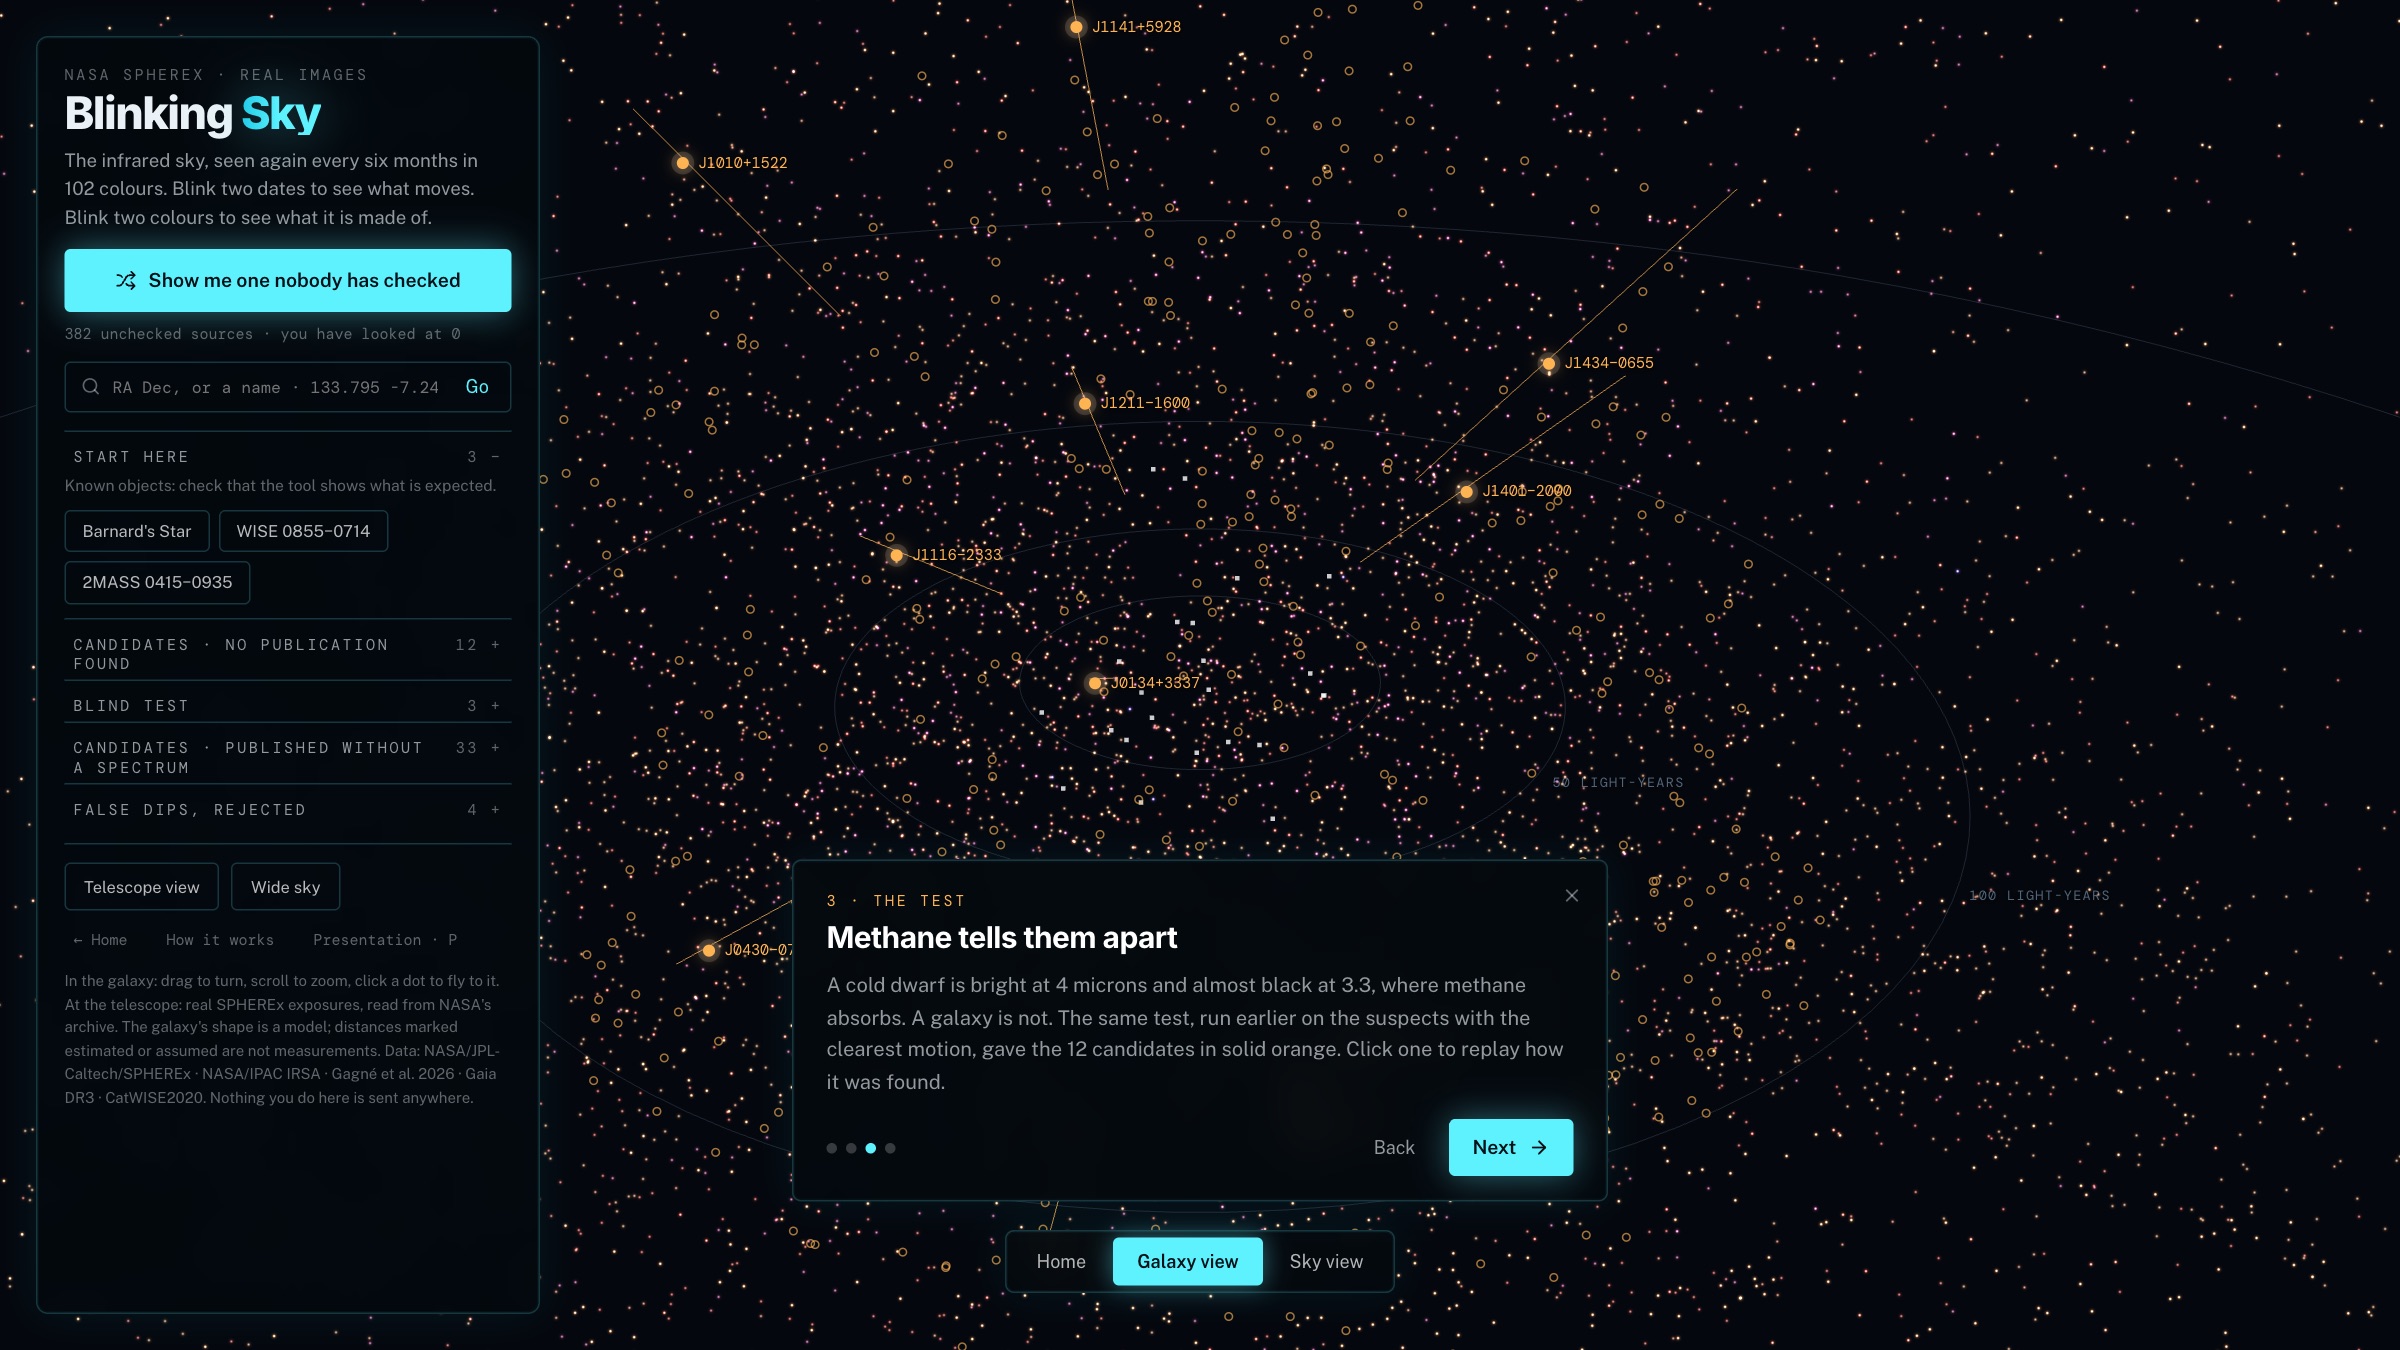 NASA SPHEREX · REAL IMAGES
Blinking Sky
The infrared sky, seen again every six months in
102 colours. Blink two dates to see what moves.
Blink two colours to see what it is made of.
Show me one nobody has checked
382 unchecked sources · you have looked at 0
RA Dec, or a name · 133.795 -7.24 Go
START HERE 3 −
Known objects: check that the tool shows what is expected.
Barnard's Star WISE 0855−0714
2MASS 0415−0935
CANDIDATES · NO PUBLICATION 12 +
FOUND
BLIND TEST 3 +
CANDIDATES · PUBLISHED WITHOUT 33 +
A SPECTRUM
FALSE DIPS, REJECTED 4 +
Telescope view Wide sky
← Home How it works Presentation · P
In the galaxy: drag to turn, scroll to zoom, click a dot to fly to it.
At the telescope: real SPHEREx exposures, read from NASA's
archive. The galaxy's shape is a model; distances marked
estimated or assumed are not measurements. Data: NASA/JPL-
Caltech/SPHEREx · NASA/IPAC IRSA · Gagné et al. 2026 · Gaia
DR3 · CatWISE2020. Nothing you do here is sent anywhere.
J1141+5928
J1010+1522
J1434−0655
J1211−1600
J1401−2000
J1116−2333
J0134+3337
50 LIGHT-YEARS
100 LIGHT-YEARS
J0430−07
3 · THE TEST
Methane tells them apart
A cold dwarf is bright at 4 microns and almost black at 3.3, where methane
absorbs. A galaxy is not. The same test, run earlier on the suspects with the
clearest motion, gave the 12 candidates in solid orange. Click one to replay how
it was found.
Back Next →
Home Galaxy view Sky view